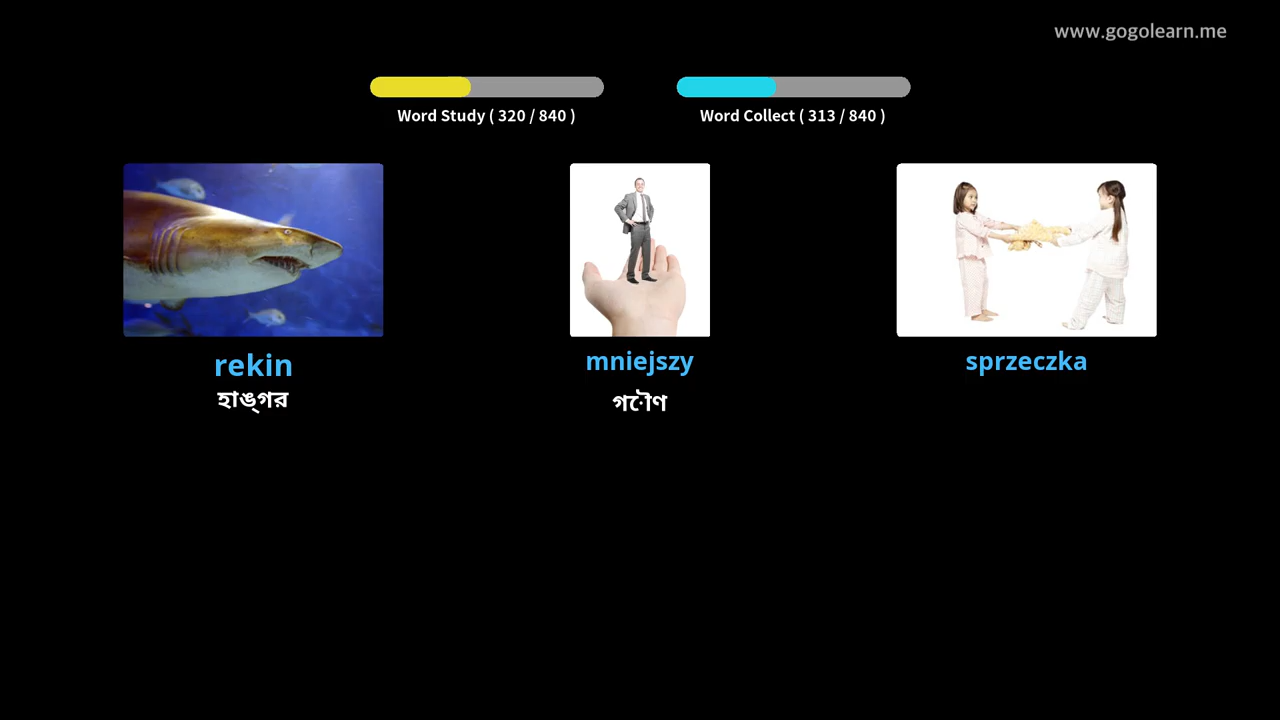 www.gogolearn.me
Word Study ( 320 / 840 )
Word Collect ( 313 / 840 )
rekin
mniejszy
sprzeczka
হাঙ্গর
গৌণ